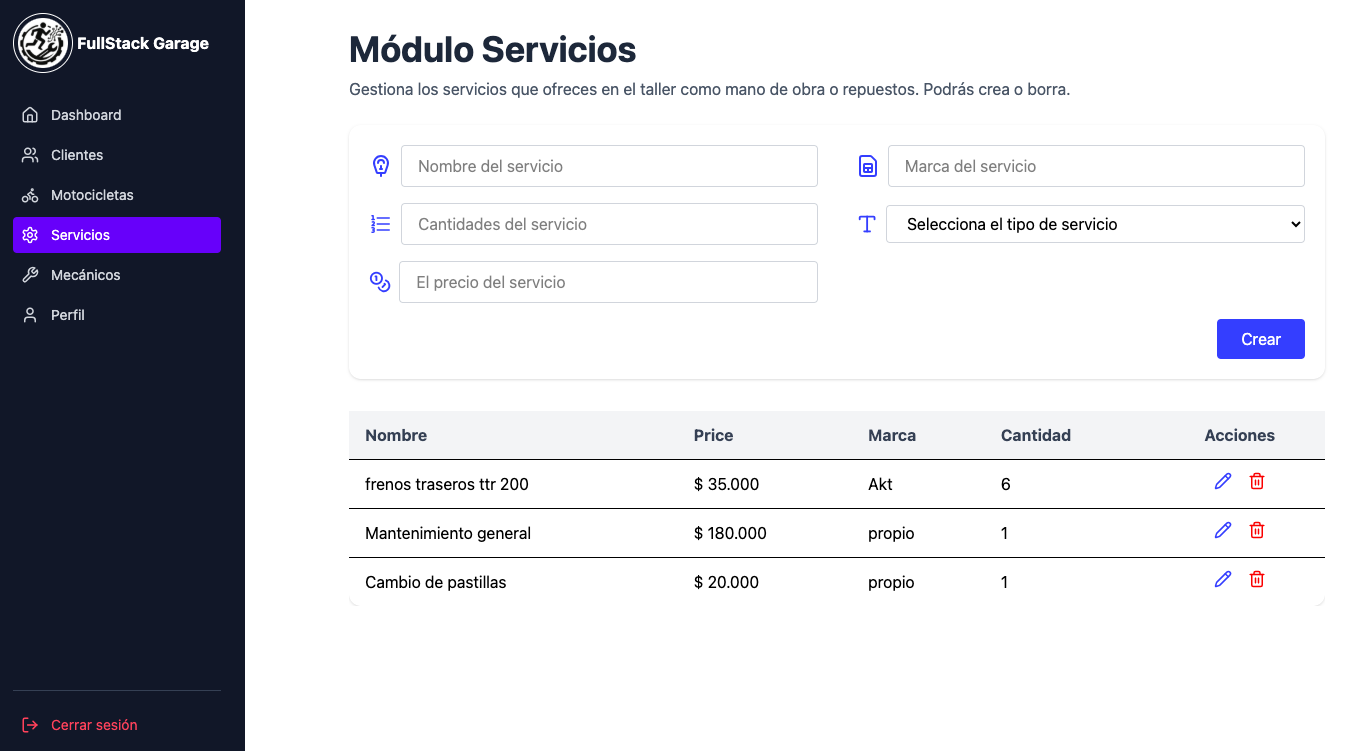 FullStack Garage
Dashboard
Clientes
Motocicletas
Servicios
Mecánicos
Perfil
Cerrar sesión
Módulo Servicios
Gestiona los servicios que ofreces en el taller como mano de obra o repuestos. Podrás crea o borra.
Nombre del servicio
Marca del servicio
Cantidades del servicio
Selecciona el tipo de servicio
El precio del servicio
Crear
Nombre Price Marca Cantidad Acciones
frenos traseros ttr 200 $ 35.000 Akt 6
Mantenimiento general $ 180.000 propio 1
Cambio de pastillas $ 20.000 propio 1